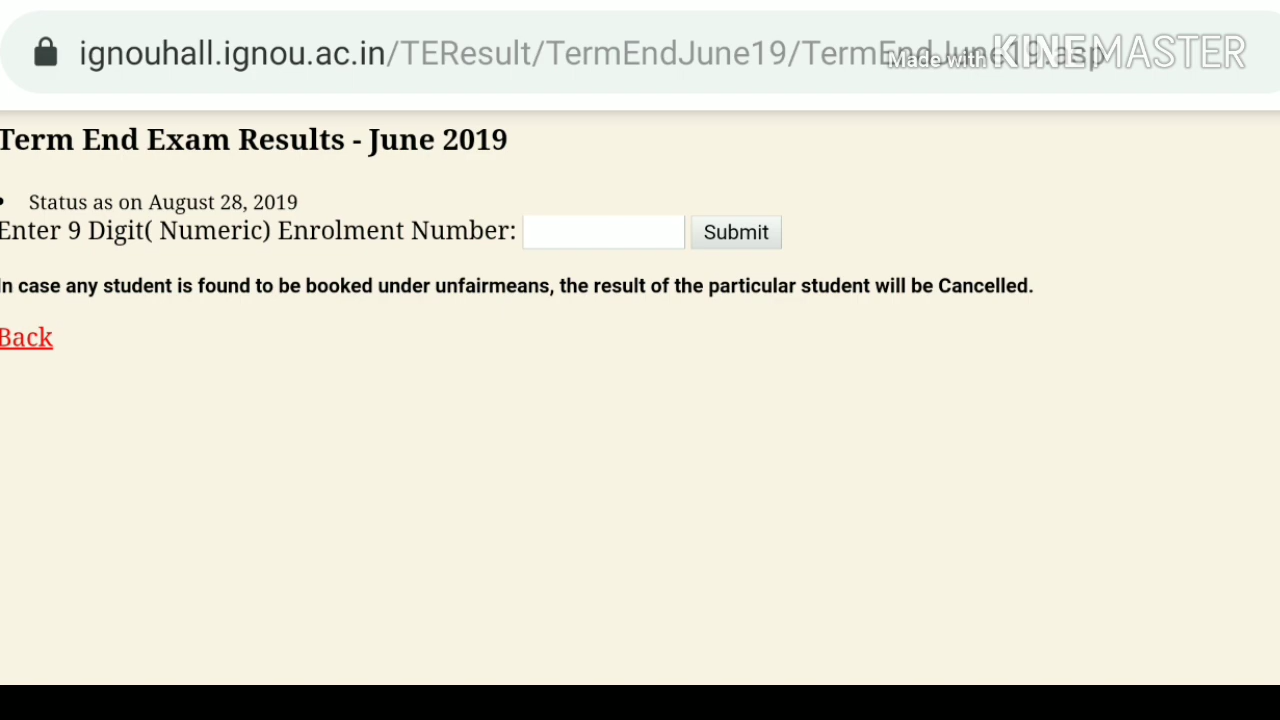 ignouhall.ignou.ac.in/TEResult/TermEndJune19/TermEndJune19.asp
Made with KINEMASTER
Term End Exam Results - June 2019
• Status as on August 28, 2019
Enter 9 Digit( Numeric) Enrolment Number: Submit
In case any student is found to be booked under unfairmeans, the result of the particular student will be Cancelled.
Back